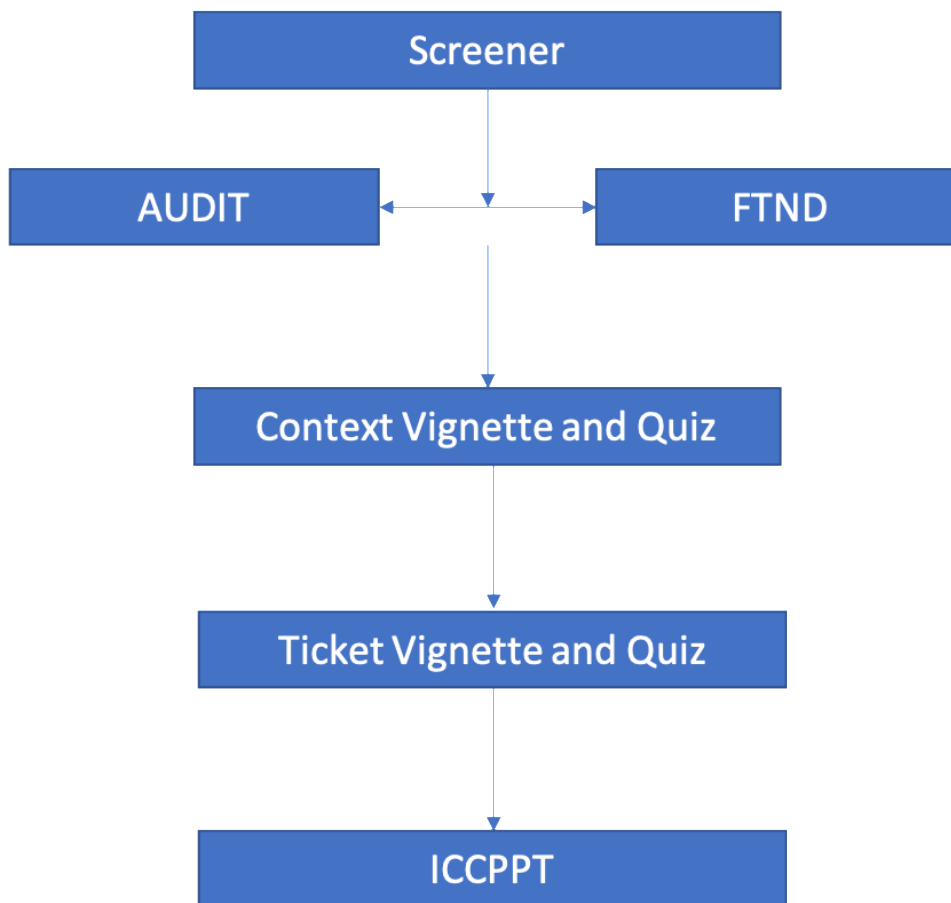 Screener
AUDIT
FTND
Context Vignette and Quiz
Ticket Vignette and Quiz
ICCPPT